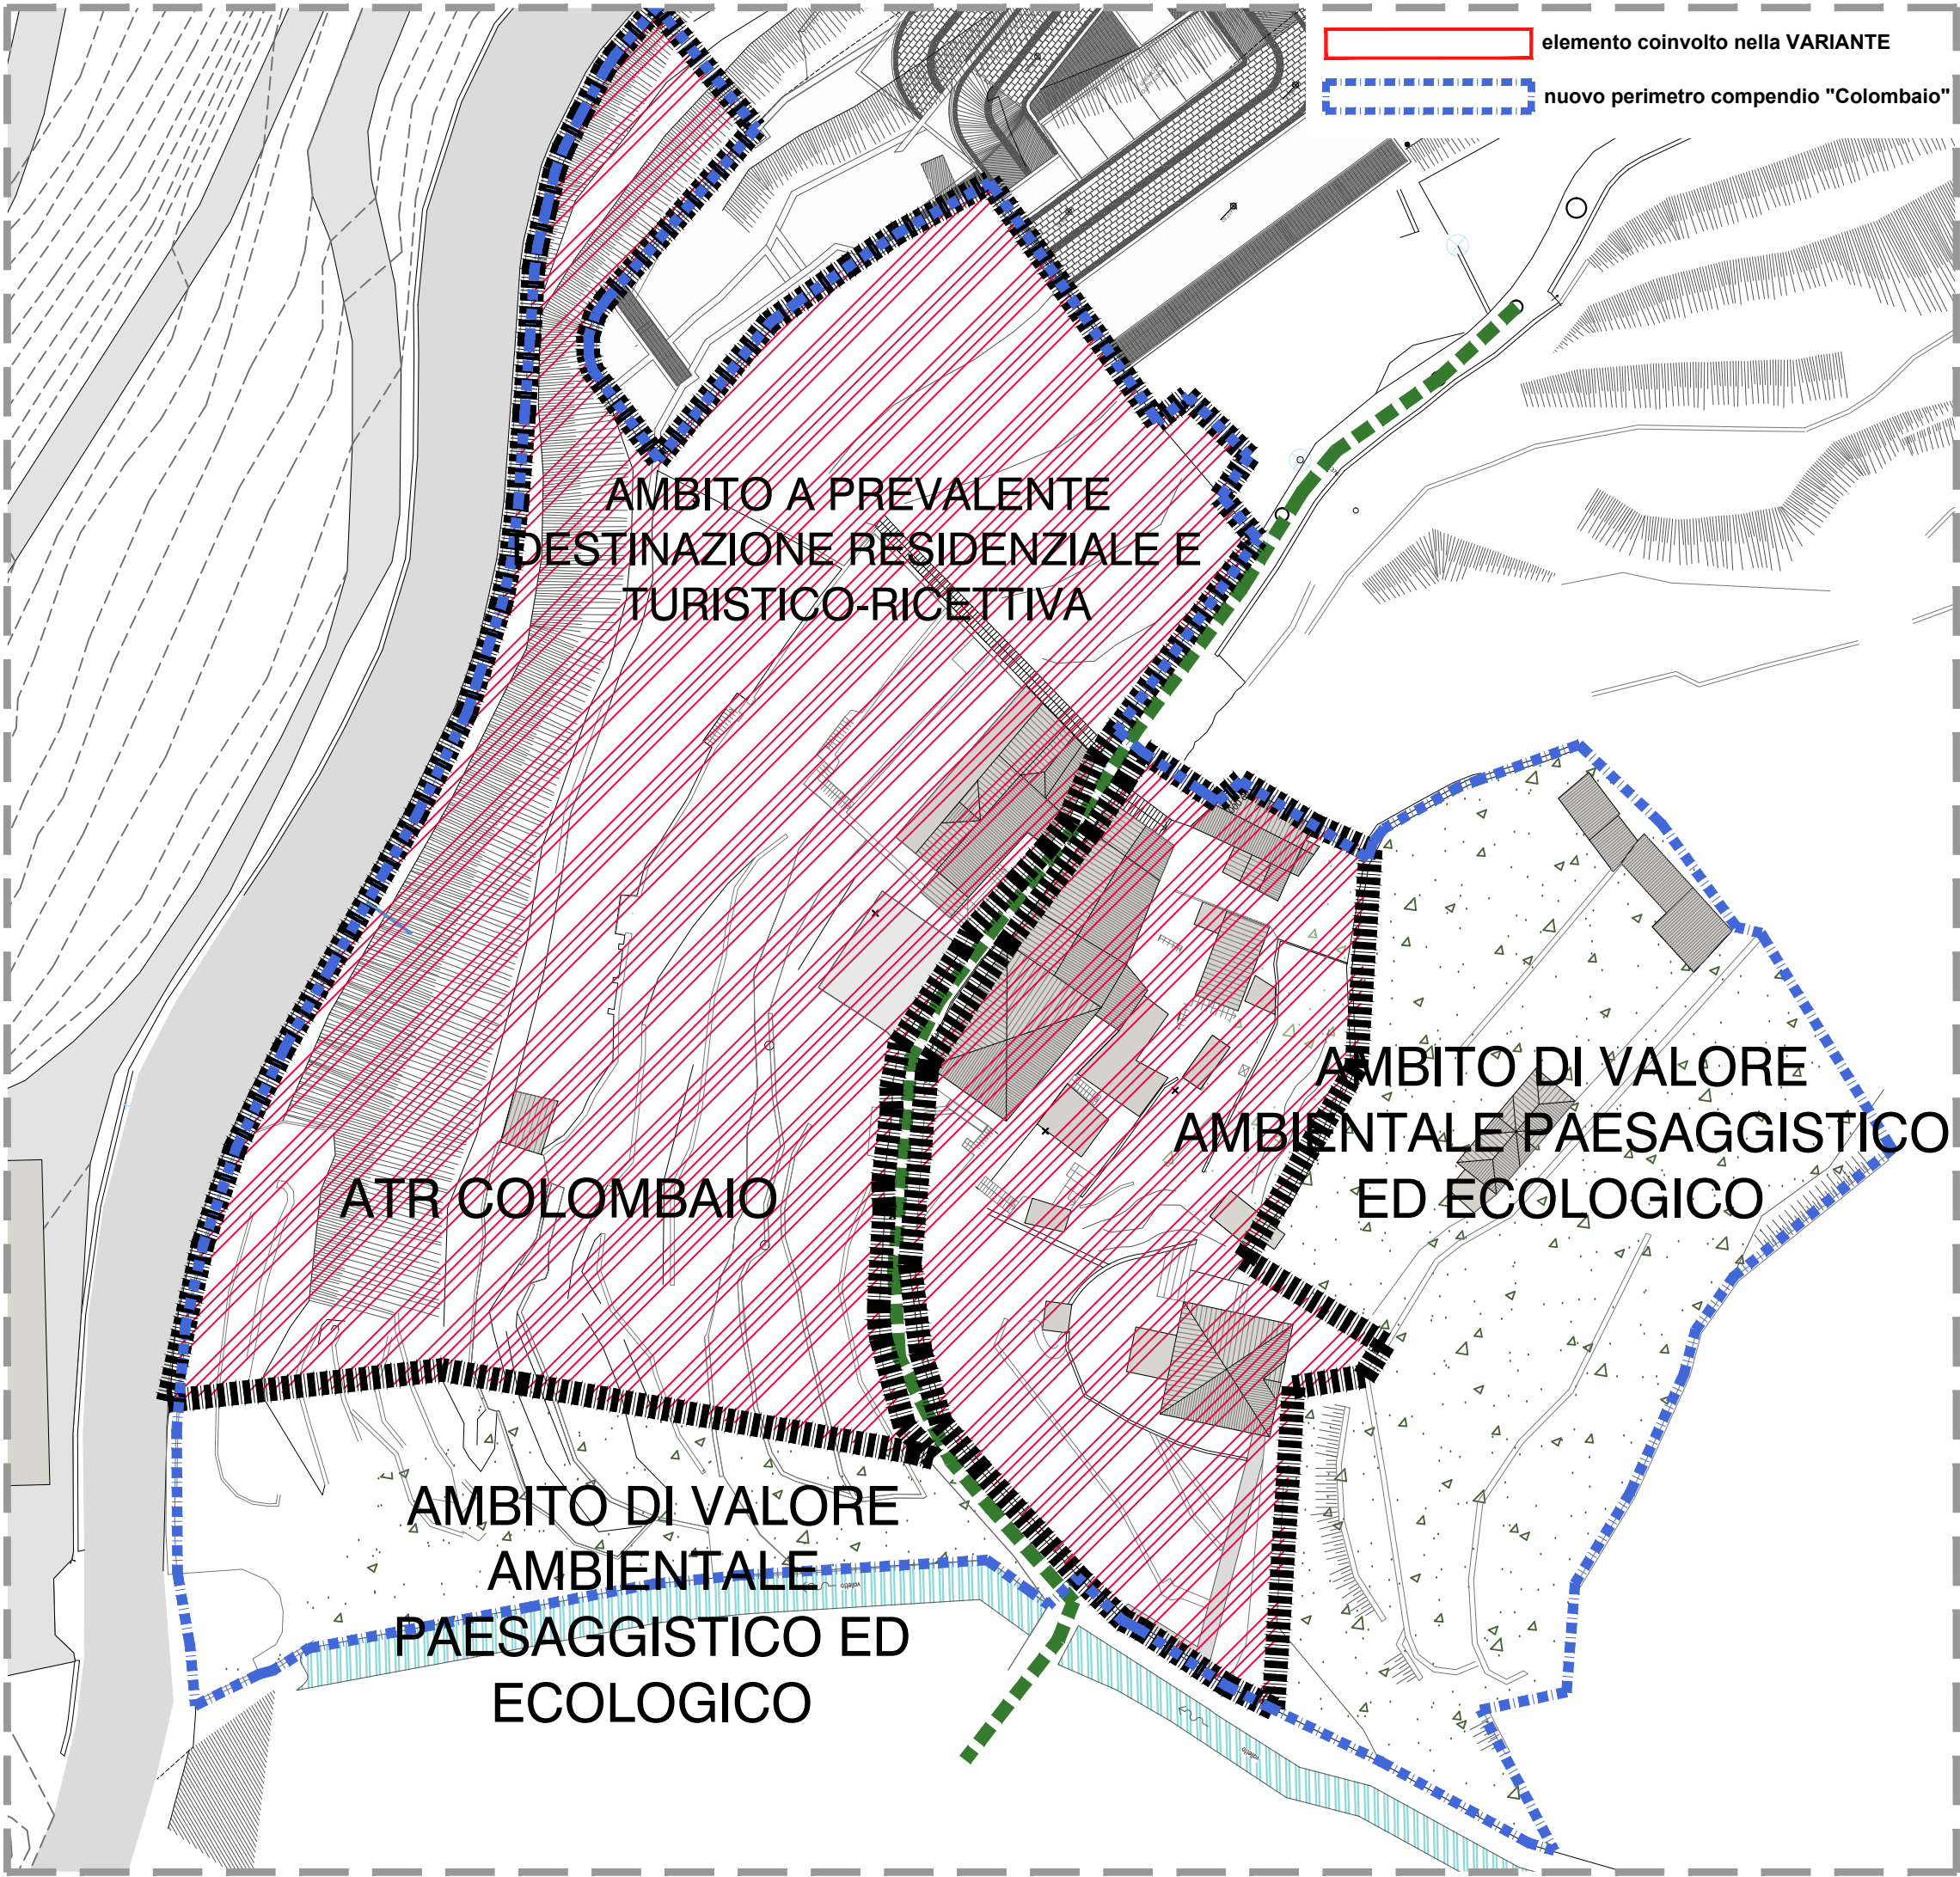 elemento coinvolto nella VARIANTE
nuovo perimetro compendio "Colombaio"
AMBITO A PREVALENTE
DESTINAZIONE RESIDENZIALE E
TURISTICO-RICETTIVA
AMBITO DI VALORE
AMBIENTALE PAESAGGISTICO
ED ECOLOGICO
ATR COLOMBAIO
AMBITO DI VALORE
AMBIENTALE
PAESAGGISTICO ED
ECOLOGICO